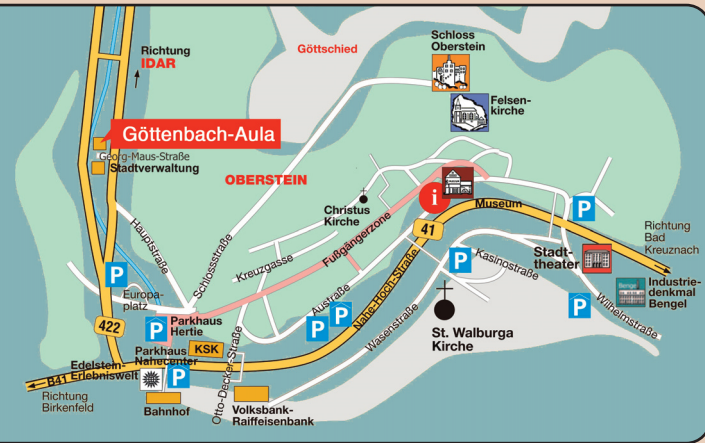 Richtung
IDAR
Göttschied
Schloss
Oberstein
Felsen-
kirche
Göttenbach-Aula
Georg-Maus-Straße
Stadtverwaltung
OBERSTEIN
Christus
Kirche
i
Museum
41
P
Richtung
Bad
Kreuznach
Hauptstraße
Schlossstraße
Kreuzgasse
Fußgängerzone
Nahe-Hoch-Straße
P
Kasinostraße
Stadt-
theater
Benge
Industrie-
denkmal
Bengel
P
Europa-
platz
Austraße
P
P
P
Wilhelmstraße
422
P
Parkhaus
Hertie
Wasenstraße
St. Walburga
Kirche
Parkhaus
Nahecenter
KSK
Otto-Decker-Straße
Edelstein-
Erlebniswelt
P
B41
Richtung
Birkenfeld
Bahnhof
Volksbank-
Raiffeisenbank